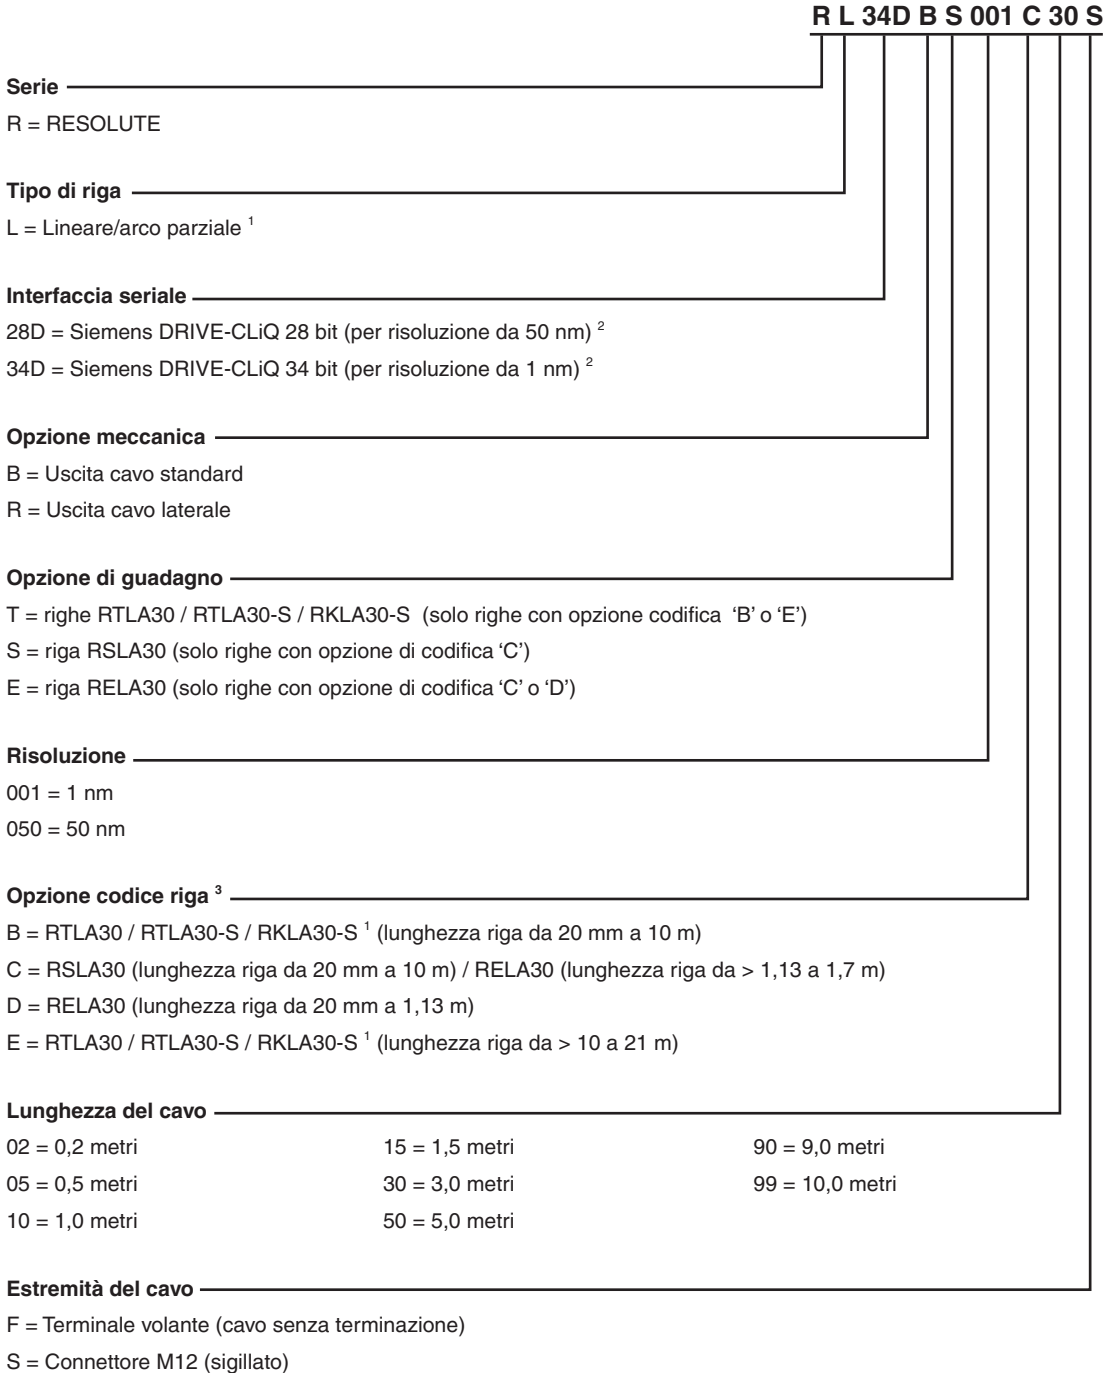 R L 34D B S 001 C 30 S
Serie
R = RESOLUTE
Tipo di riga
L = Lineare/arco parziale ¹
Interfaccia seriale
28D = Siemens DRIVE-CLiQ 28 bit (per risoluzione da 50 nm) ²
34D = Siemens DRIVE-CLiQ 34 bit (per risoluzione da 1 nm) ²
Opzione meccanica
B = Uscita cavo standard
R = Uscita cavo laterale
Opzione di guadagno
T = righe RTLA30 / RTLA30-S / RKLA30-S (solo righe con opzione codifica ‘B’ o ‘E’)
S = riga RSLA30 (solo righe con opzione di codifica ‘C’)
E = riga RELA30 (solo righe con opzione di codifica ‘C’ o ‘D’)
Risoluzione
001 = 1 nm
050 = 50 nm
Opzione codice riga ³
B = RTLA30 / RTLA30-S / RKLA30-S ¹ (lunghezza riga da 20 mm a 10 m)
C = RSLA30 (lunghezza riga da 20 mm a 10 m) / RELA30 (lunghezza riga da > 1,13 a 1,7 m)
D = RELA30 (lunghezza riga da 20 mm a 1,13 m)
E = RTLA30 / RTLA30-S / RKLA30-S ¹ (lunghezza riga da > 10 a 21 m)
Lunghezza del cavo
02 = 0,2 metri 15 = 1,5 metri 90 = 9,0 metri
05 = 0,5 metri 30 = 3,0 metri 99 = 10,0 metri
10 = 1,0 metri 50 = 5,0 metri
Estremità del cavo
F = Terminale volante (cavo senza terminazione)
S = Connettore M12 (sigillato)